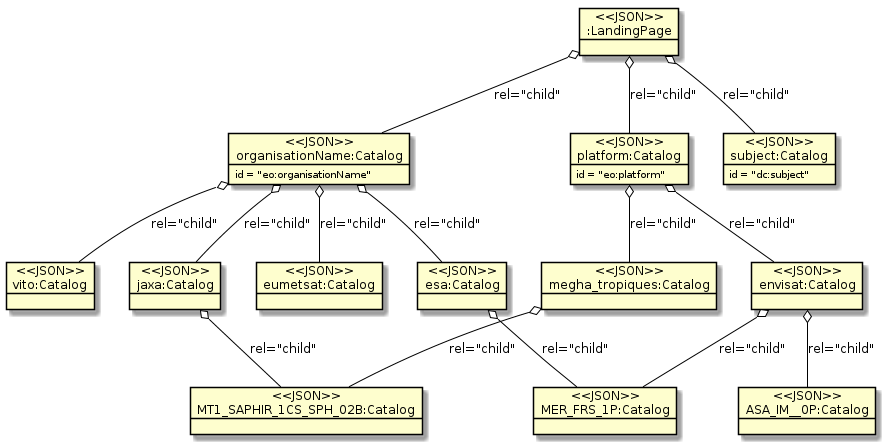 <<JSON>>
:LandingPage
rel="child"
rel="child"
rel="child"
<<JSON>>
organisationName:Catalog
id = "eo:organisationName"
<<JSON>>
platform:Catalog
id = "eo:platform"
<<JSON>>
subject:Catalog
id = "dc:subject"
rel="child"
rel="child"
rel="child"
rel="child"
rel="child"
rel="child"
<<JSON>>
vito:Catalog
<<JSON>>
jaxa:Catalog
<<JSON>>
eumetsat:Catalog
<<JSON>>
esa:Catalog
<<JSON>>
megha_tropiques:Catalog
<<JSON>>
envisat:Catalog
rel="child"
rel="child"
rel="child"
rel="child"
rel="child"
<<JSON>>
MT1_SAPHIR_1CS_SPH_02B:Catalog
<<JSON>>
MER_FRS_1P:Catalog
<<JSON>>
ASA_IM__0P:Catalog